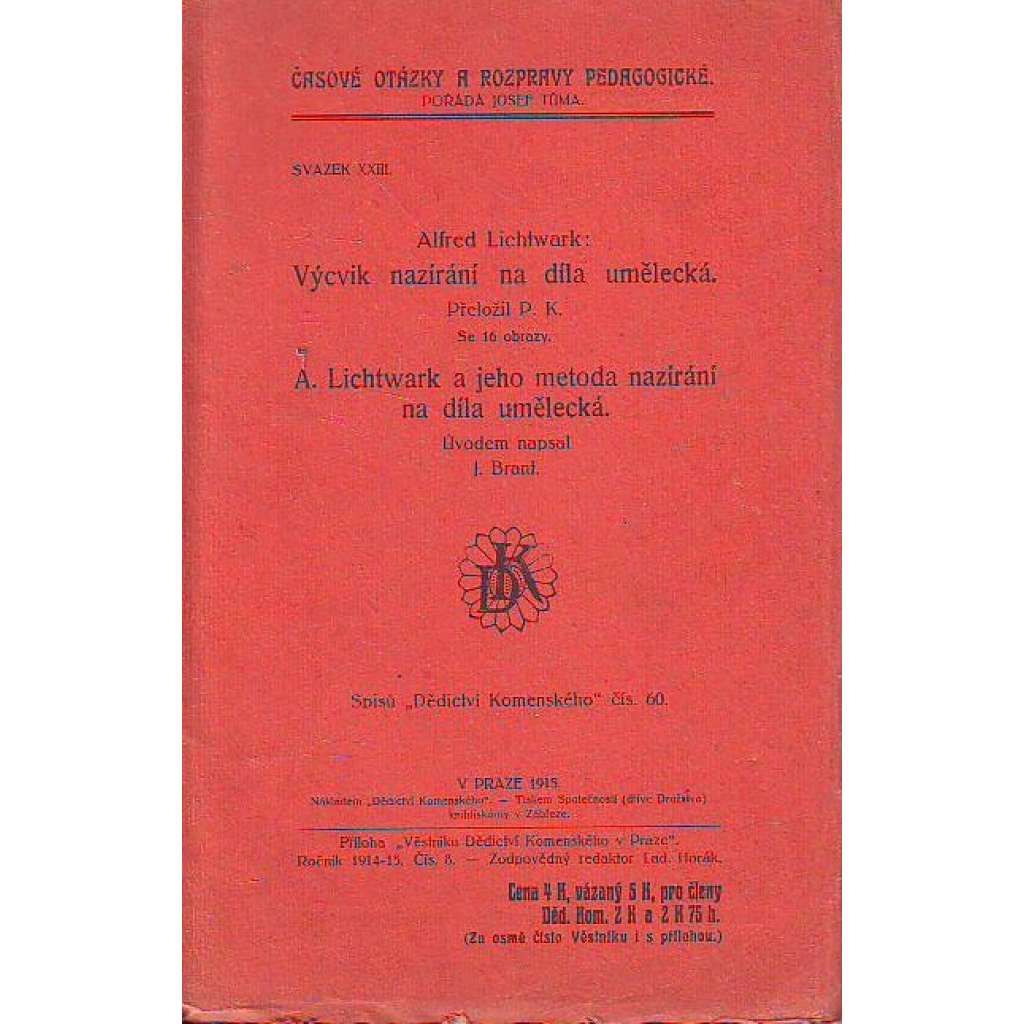 ČASOVÉ OTÁZKY A ROZPRAVY PEDAGOGICKÉ.
POŘÁDÁ JOSEF TŮMA.
SVAZEK XXIII.
Alfred Lichtwark:
Výcvik nazírání na díla umělecká.
Přeložil P. K.
Se 16 obrazy.
A. Lichtwark a jeho metoda nazírání
na díla umělecká.
Úvodem napsal
J. Brant.
DK
Spisů „Dědictví Komenského“ čís. 60.
V PRAZE 1915.
Nákladem „Dědictví Komenského“. — Tiskem Společnosti (dříve Družstva)
knihtiskárny v Zábřeze.
Příloha „Věstníku Dědictví Komenského v Praze“.
Ročník 1914-15. Čís. 8. — Zodpovědný redaktor Lad. Horák.
Cena 4 K, vázaný 5 K, pro členy
Děd. Kom. 2 K a 2 K 75 h.
(Za osmé číslo Věstníku i s přílohou.)